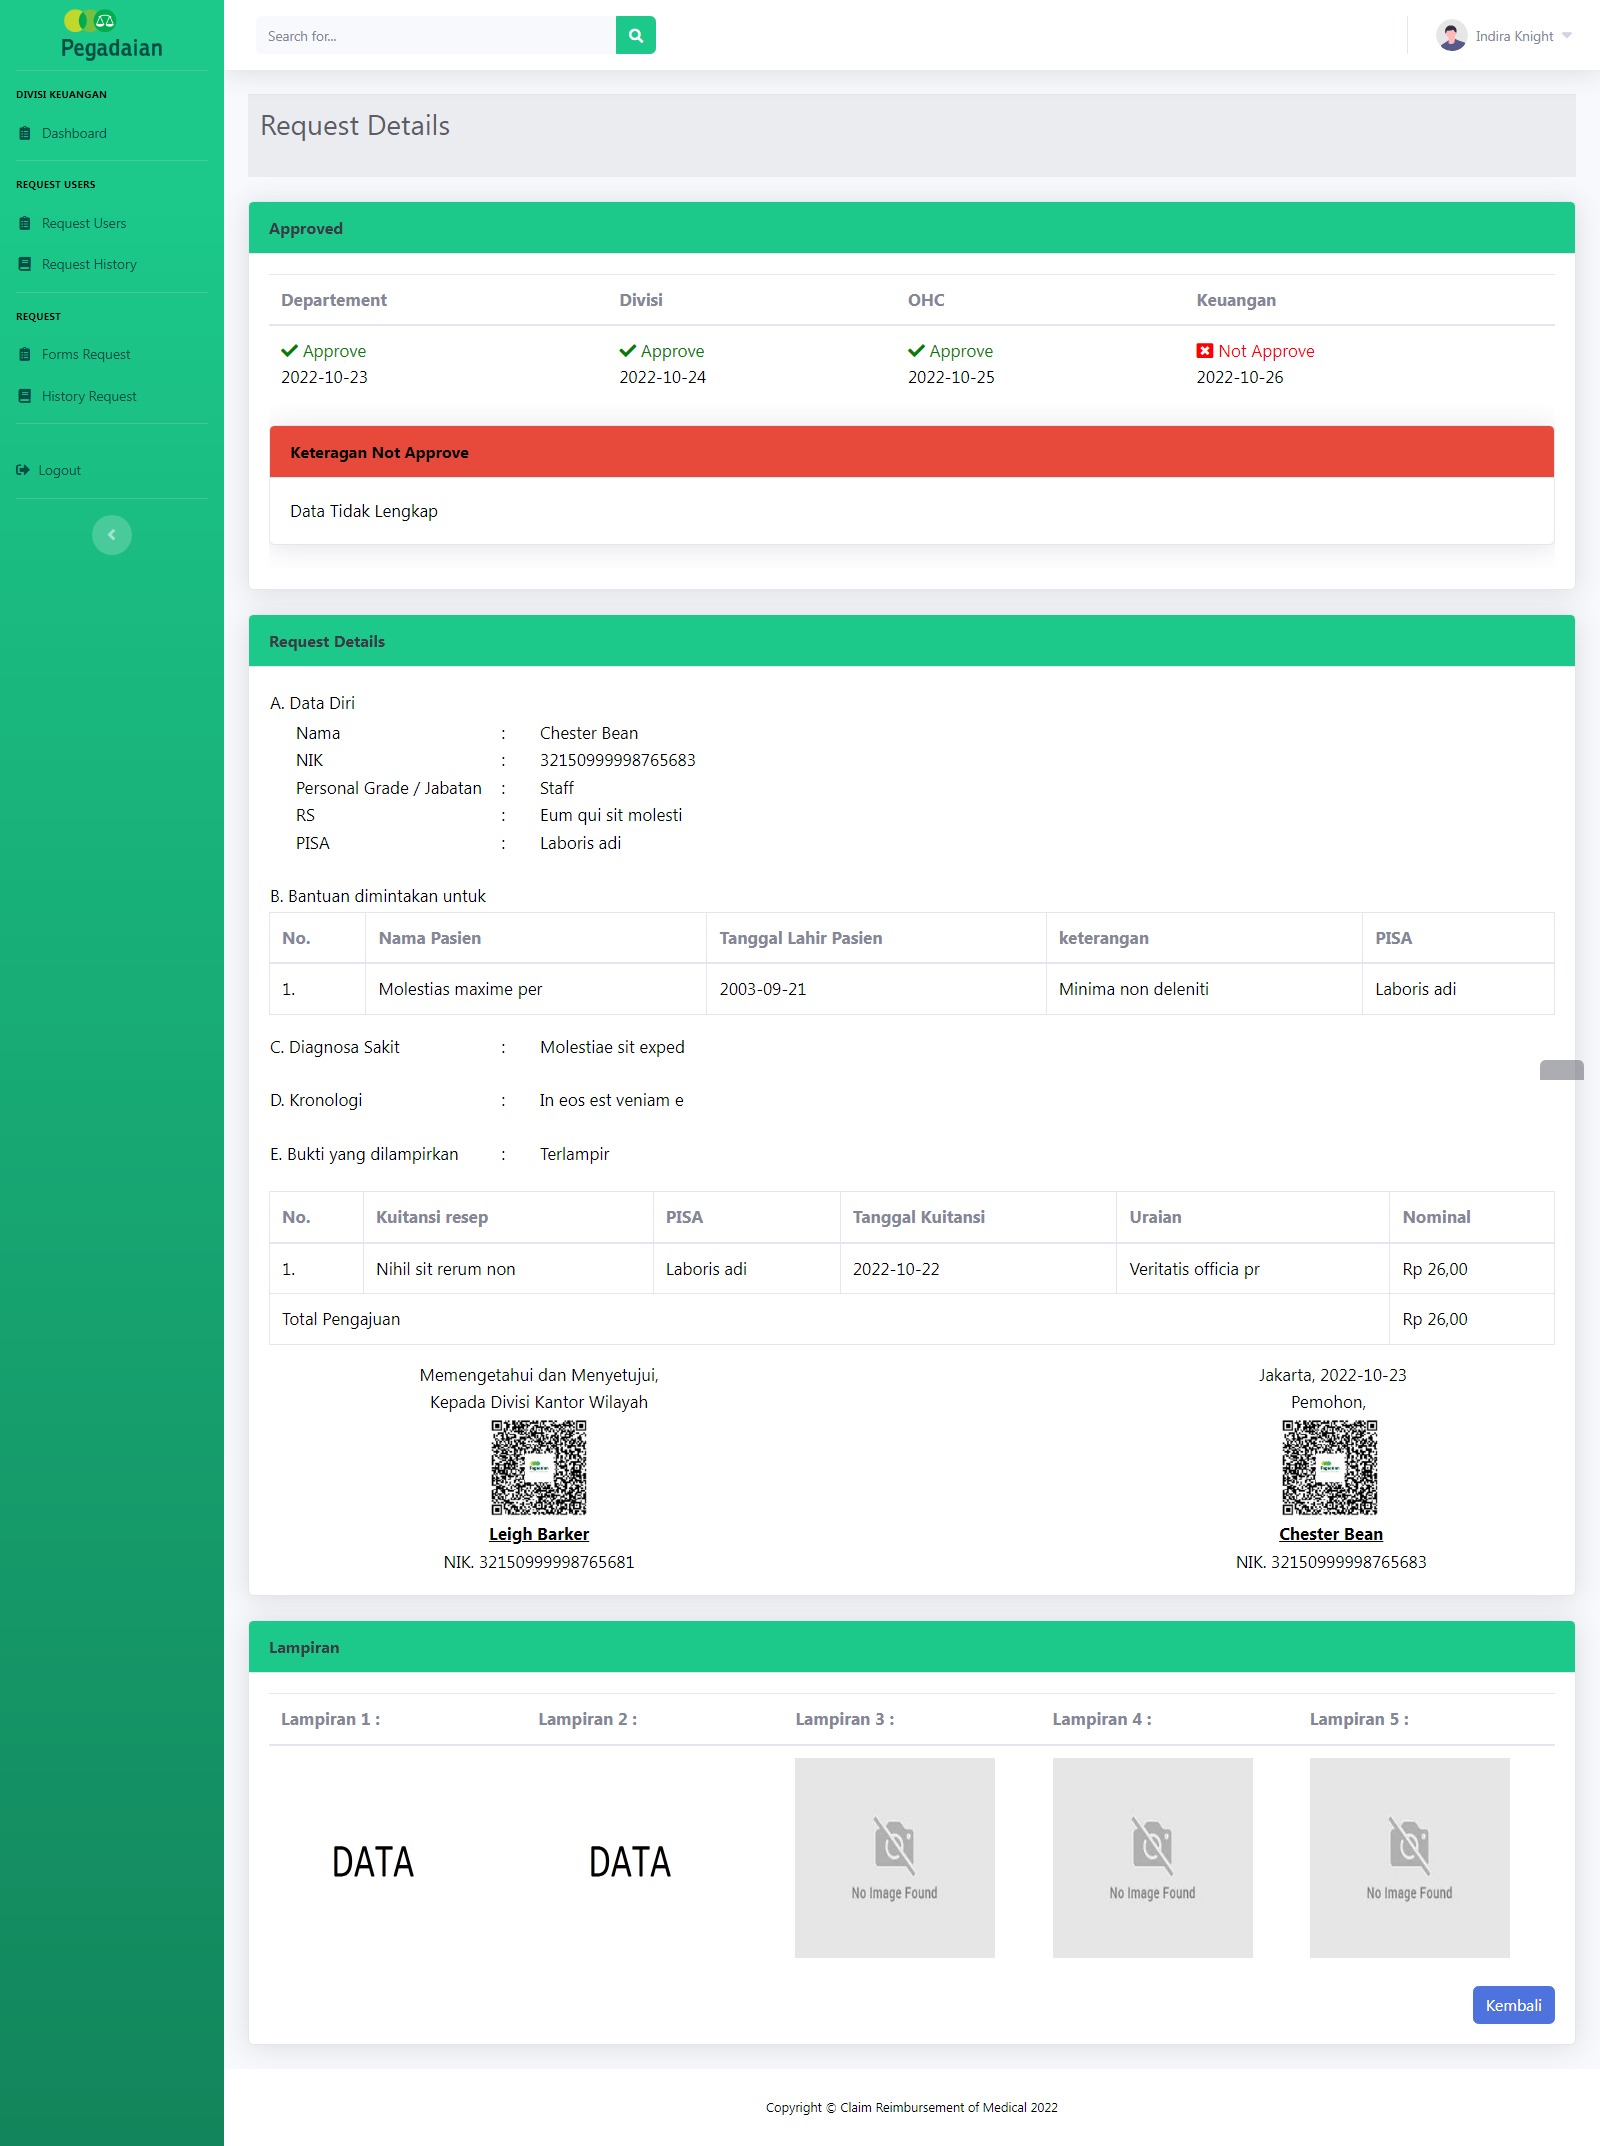 Pegadaian
Search for...
Indira Knight
DIVISI KEUANGAN
Dashboard
REQUEST USERS
Request Users
Request History
REQUEST
Forms Request
History Request
Logout
Request Details
Approved
Departement Divisi OHC Keuangan
Approve Approve Approve Not Approve
2022-10-23 2022-10-24 2022-10-25 2022-10-26
Keteragan Not Approve
Data Tidak Lengkap
Request Details
A. Data Diri
Nama : Chester Bean
NIK : 32150999998765683
Personal Grade / Jabatan : Staff
RS : Eum qui sit molesti
PISA : Laboris adi
B. Bantuan dimintakan untuk
No. Nama Pasien Tanggal Lahir Pasien keterangan PISA
1. Molestias maxime per 2003-09-21 Minima non deleniti Laboris adi
C. Diagnosa Sakit : Molestiae sit exped
D. Kronologi : In eos est veniam e
E. Bukti yang dilampirkan : Terlampir
No. Kuitansi resep PISA Tanggal Kuitansi Uraian Nominal
1. Nihil sit rerum non Laboris adi 2022-10-22 Veritatis officia pr Rp 26,00
Total Pengajuan Rp 26,00
Memengetahui dan Menyetujui,
Kepada Divisi Kantor Wilayah
Pegadaian
Leigh Barker
NIK. 32150999998765681
Jakarta, 2022-10-23
Pemohon,
Pegadaian
Chester Bean
NIK. 32150999998765683
Lampiran
Lampiran 1 : Lampiran 2 : Lampiran 3 : Lampiran 4 : Lampiran 5 :
DATA DATA No Image Found No Image Found No Image Found
Kembali
Copyright © Claim Reimbursement of Medical 2022